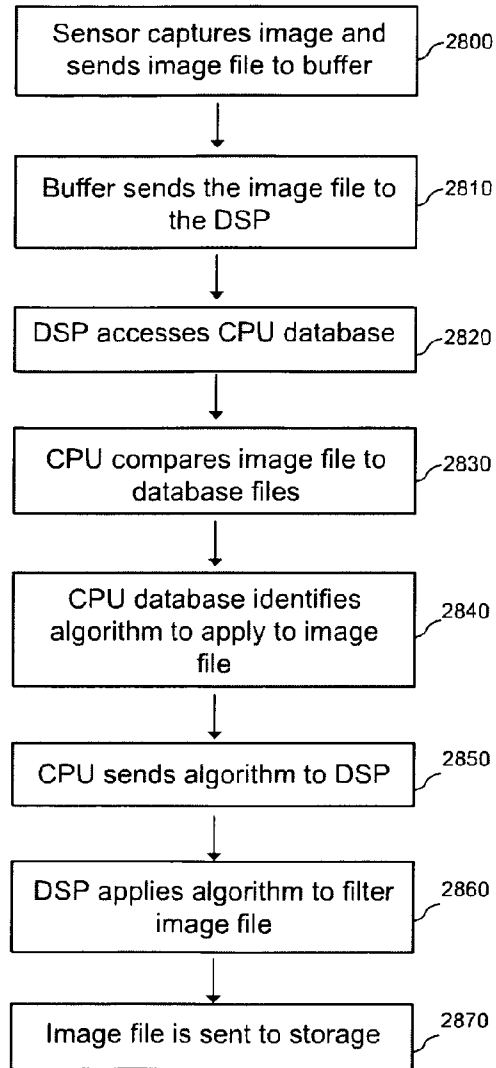 Sensor captures image and
sends image file to buffer
2800
Buffer sends the image file to
the DSP
2810
DSP accesses CPU database
2820
CPU compares image file to
database files
2830
CPU database identifies
algorithm to apply to image
file
2840
CPU sends algorithm to DSP
2850
DSP applies algorithm to filter
image file
2860
Image file is sent to storage
2870